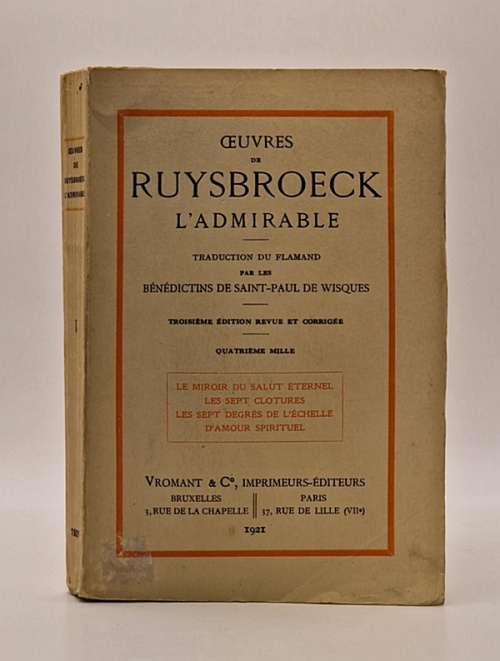 ŒUVRES
DE
RUYSBROECK
L'ADMIRABLE
TRADUCTION DU FLAMAND
PAR LES
BÉNÉDICTINS DE SAINT-PAUL DE WISQUES
TROISIÈME ÉDITION REVUE ET CORRIGÉE
QUATRIÈME MILLE
LE MIROIR DU SALUT ÉTERNEL
LES SEPT CLOTURES
LES SEPT DEGRÉS DE L'ÉCHELLE
D'AMOUR SPIRITUEL
VROMANT & Cº, IMPRIMEURS-ÉDITEURS
BRUXELLES
3, RUE DE LA CHAPELLE
PARIS
37, RUE DE LILLE (VIIe)
1921
ŒUVRES
DE
RUYSBROECK
L'ADMIRABLE
I
1921